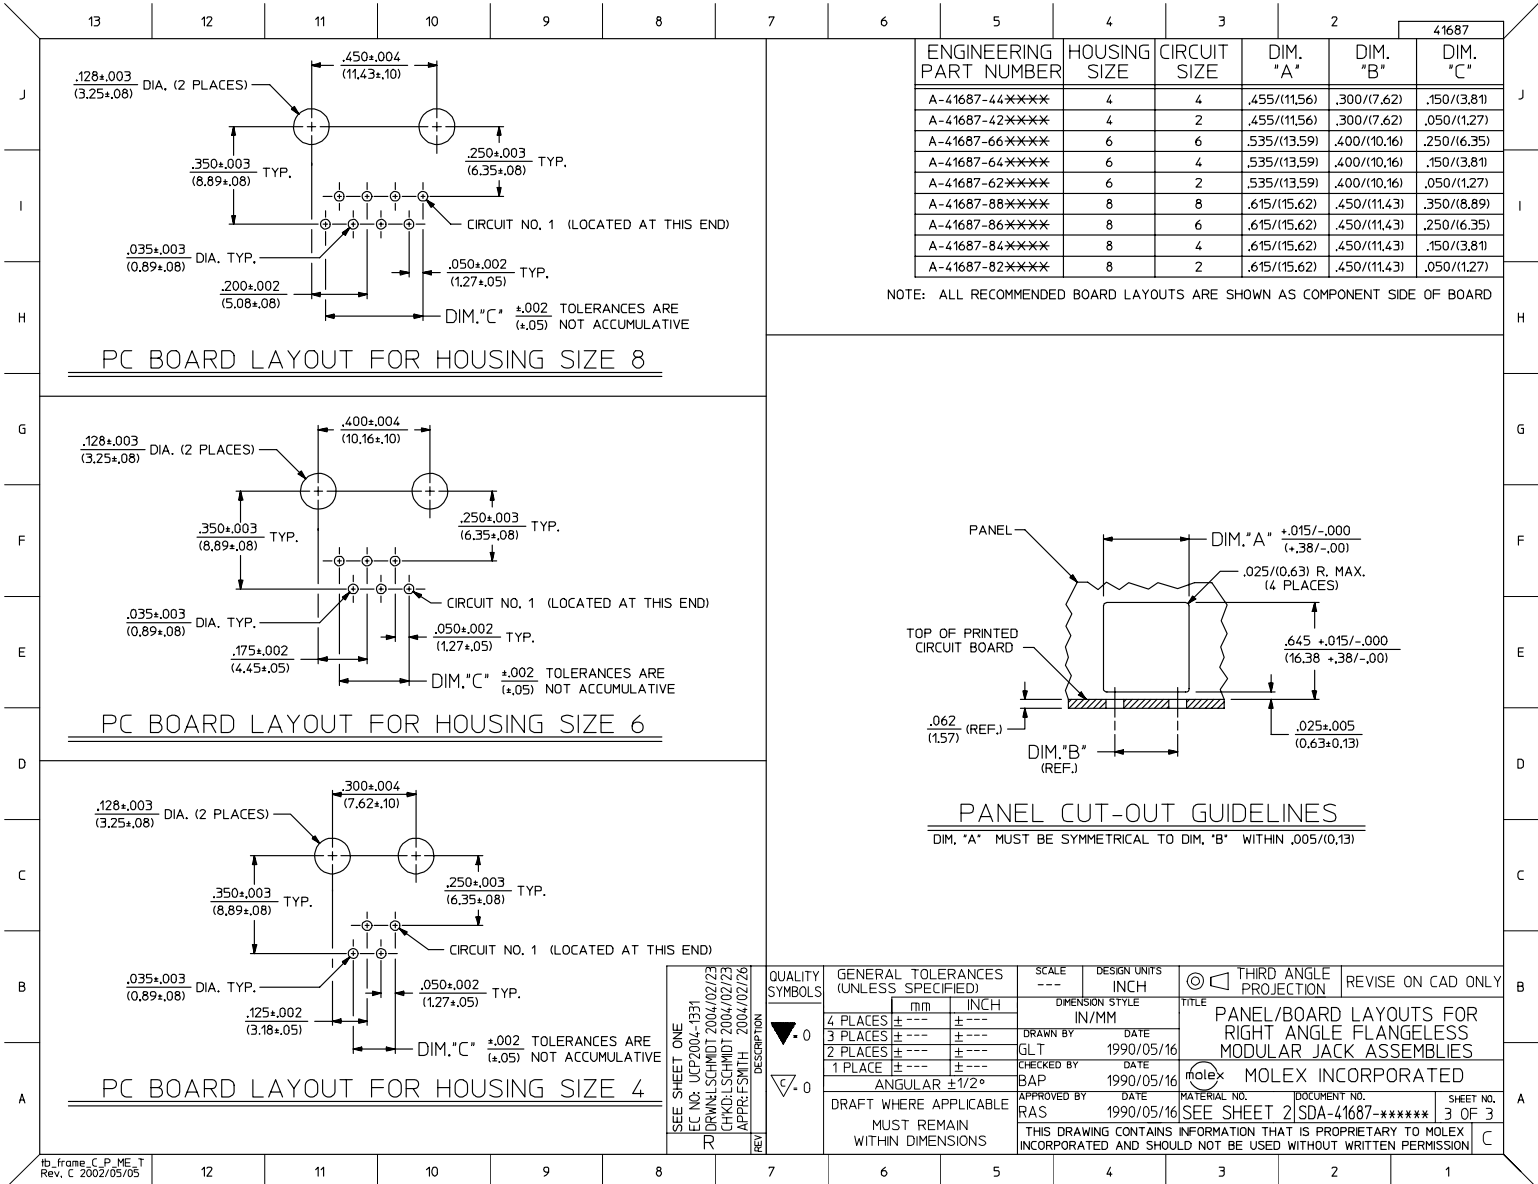 13 12 11 10 9 8 7 6 5 4 3 2
41687
J
I
H
G
F
E
D
C
B
A
.450±.004
(11.43±.10)
.128±.003
(3.25±.08)
DIA. (2 PLACES)
.250±.003
(6.35±.08)
TYP.
.350±.003
(8.89±.08)
TYP.
CIRCUIT NO. 1 (LOCATED AT THIS END)
.035±.003
(0.89±.08)
DIA. TYP.
.050±.002
(1.27±.05)
TYP.
.200±.002
(5.08±.08)
DIM."C" ±.002 TOLERANCES ARE
(±.05) NOT ACCUMULATIVE
PC BOARD LAYOUT FOR HOUSING SIZE 8
.400±.004
(10.16±.10)
.128±.003
(3.25±.08)
DIA. (2 PLACES)
.250±.003
(6.35±.08)
TYP.
.350±.003
(8.89±.08)
TYP.
CIRCUIT NO. 1 (LOCATED AT THIS END)
.035±.003
(0.89±.08)
DIA. TYP.
.050±.002
(1.27±.05)
TYP.
.175±.002
(4.45±.05)
DIM."C" ±.002 TOLERANCES ARE
(±.05) NOT ACCUMULATIVE
PC BOARD LAYOUT FOR HOUSING SIZE 6
.300±.004
(7.62±.10)
.128±.003
(3.25±.08)
DIA. (2 PLACES)
.250±.003
(6.35±.08)
TYP.
.350±.003
(8.89±.08)
TYP.
CIRCUIT NO. 1 (LOCATED AT THIS END)
.035±.003
(0.89±.08)
DIA. TYP.
.050±.002
(1.27±.05)
TYP.
.125±.002
(3.18±.05)
DIM."C" ±.002 TOLERANCES ARE
(±.05) NOT ACCUMULATIVE
PC BOARD LAYOUT FOR HOUSING SIZE 4
ENGINEERING HOUSING CIRCUIT DIM. DIM. DIM.
PART NUMBER SIZE SIZE "A" "B" "C"
A-41687-44XXXX 4 4 .455/(11.56) .300/(7.62) .150/(3.81)
A-41687-42XXXX 4 2 .455/(11.56) .300/(7.62) .050/(1.27)
A-41687-66XXXX 6 6 .535/(13.59) .400/(10.16) .250/(6.35)
A-41687-64XXXX 6 4 .535/(13.59) .400/(10.16) .150/(3.81)
A-41687-62XXXX 6 2 .535/(13.59) .400/(10.16) .050/(1.27)
A-41687-88XXXX 8 8 .615/(15.62) .450/(11.43) .350/(8.89)
A-41687-86XXXX 8 6 .615/(15.62) .450/(11.43) .250/(6.35)
A-41687-84XXXX 8 4 .615/(15.62) .450/(11.43) .150/(3.81)
A-41687-82XXXX 8 2 .615/(15.62) .450/(11.43) .050/(1.27)
NOTE: ALL RECOMMENDED BOARD LAYOUTS ARE SHOWN AS COMPONENT SIDE OF BOARD
PANEL
DIM."A" +.015/-.000
(+.38/-.00)
.025/(0.63) R. MAX.
(4 PLACES)
TOP OF PRINTED
CIRCUIT BOARD
.645 +.015/-.000
(16.38 +.38/-.00)
.062
(1.57)
(REF.)
.025±.005
(0.63±0.13)
DIM."B"
(REF.)
PANEL CUT-OUT GUIDELINES
DIM. "A" MUST BE SYMMETRICAL TO DIM. "B" WITHIN .005/(0.13)
J
I
H
G
F
E
D
C
B
A
SEE SHEET ONE
EC NO: UCP2004-1331
DRWN:LSCHMIDT 2004/02/23
CHKD:LSCHMIDT 2004/02/23
APPR:FSMITH 2004/02/26
R
REV DESCRIPTION
QUALITY
SYMBOLS
=0
C =0
GENERAL TOLERANCES
(UNLESS SPECIFIED)
mm INCH
4 PLACES ±--- ±---
3 PLACES ±--- ±---
2 PLACES ±--- ±---
1 PLACE ±--- ±---
ANGULAR ±1/2°
DRAFT WHERE APPLICABLE
MUST REMAIN
WITHIN DIMENSIONS
SCALE
---
DESIGN UNITS
INCH
THIRD ANGLE
PROJECTION
REVISE ON CAD ONLY
DIMENSION STYLE
IN/MM
DRAWN BY DATE
GLT 1990/05/16
CHECKED BY DATE
BAP 1990/05/16
APPROVED BY DATE
RAS 1990/05/16
TITLE
PANEL/BOARD LAYOUTS FOR
RIGHT ANGLE FLANGELESS
MODULAR JACK ASSEMBLIES
molex MOLEX INCORPORATED
MATERIAL NO.
SEE SHEET 2
DOCUMENT NO.
SDA-41687-******
SHEET NO.
3 OF 3
THIS DRAWING CONTAINS INFORMATION THAT IS PROPRIETARY TO MOLEX
INCORPORATED AND SHOULD NOT BE USED WITHOUT WRITTEN PERMISSION
C
tb_frame_C_P_ME_T
Rev. C 2002/05/05
12 11 10 9 8 7 6 5 4 3 2 1